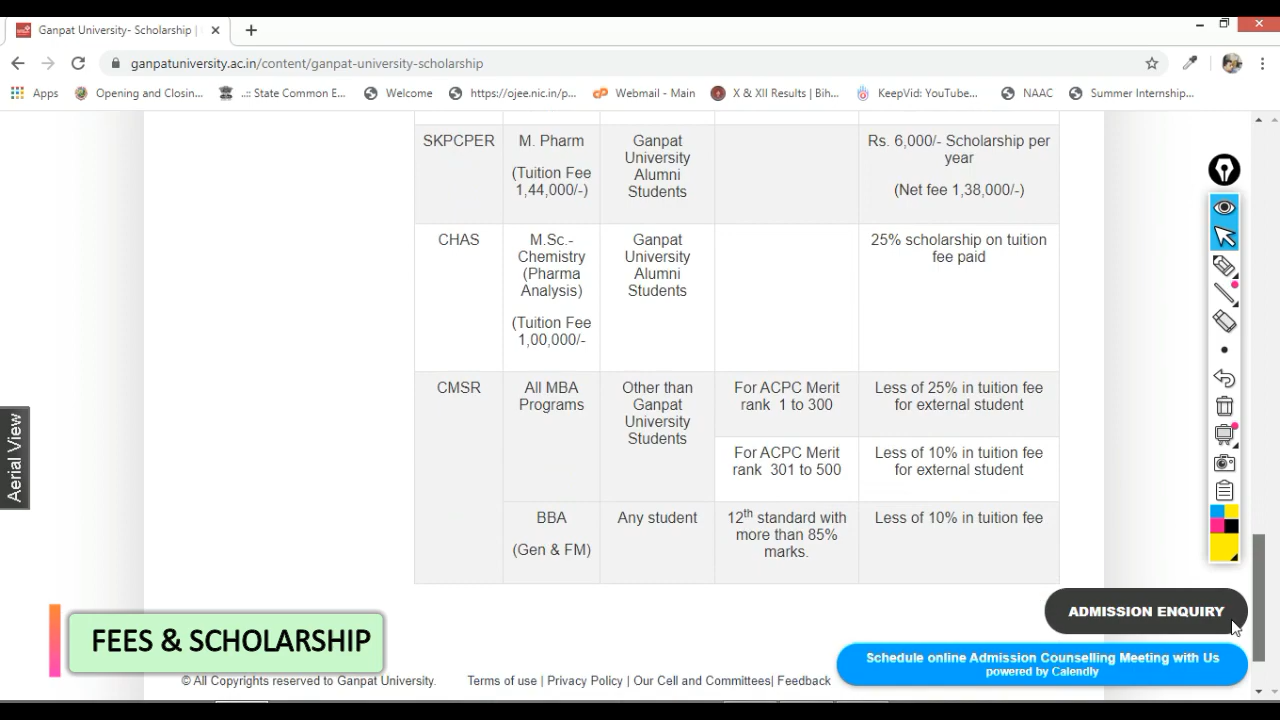 Ganpat University- Scholarship |
ganpatuniversity.ac.in/content/ganpat-university-scholarship
Apps
Opening and Closin...
..:: State Common E...
Welcome
https://ojee.nic.in/p...
Webmail - Main
X & XII Results | Bih...
KeepVid: YouTube...
NAAC
Summer Internship...
SKPCPER
M. Pharm
(Tuition Fee
1,44,000/-)
Ganpat
University
Alumni
Students
Rs. 6,000/- Scholarship per
year
(Net fee 1,38,000/-)
CHAS
M.Sc.-
Chemistry
(Pharma
Analysis)
(Tuition Fee
1,00,000/-
Ganpat
University
Alumni
Students
25% scholarship on tuition
fee paid
CMSR
All MBA
Programs
Other than
Ganpat
University
Students
For ACPC Merit
rank 1 to 300
Less of 25% in tuition fee
for external student
For ACPC Merit
rank 301 to 500
Less of 10% in tuition fee
for external student
BBA
(Gen & FM)
Any student
12th standard with
more than 85%
marks.
Less of 10% in tuition fee
Aerial View
ADMISSION ENQUIRY
FEES & SCHOLARSHIP
Schedule online Admission Counselling Meeting with Us
powered by Calendly
© All Copyrights reserved to Ganpat University.
Terms of use | Privacy Policy | Our Cell and Committees| Feedback